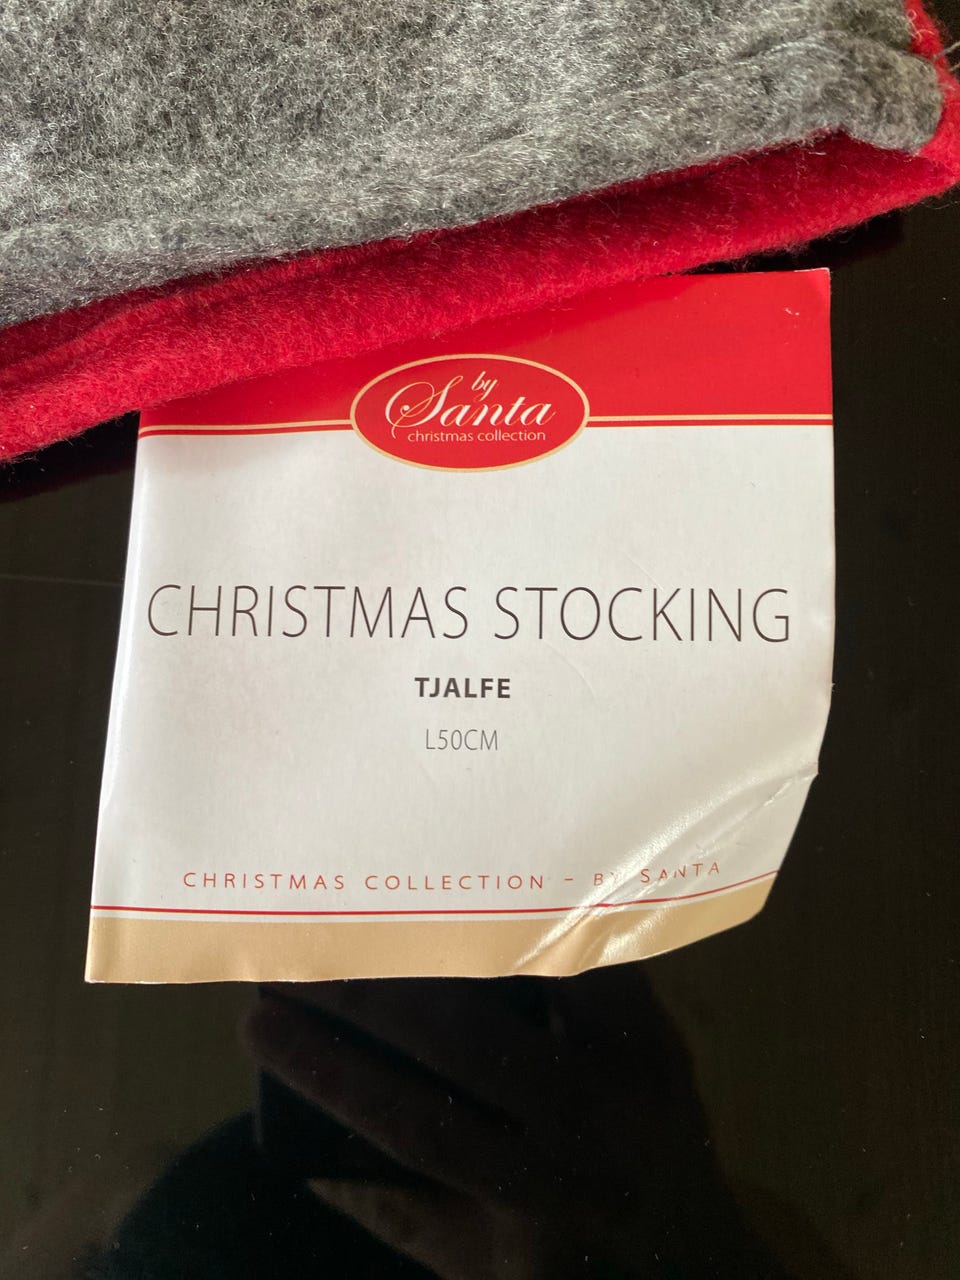 by
Santa
christmas collection
CHRISTMAS STOCKING
TJALFE
L50CM
CHRISTMAS COLLECTION - BY SANTA